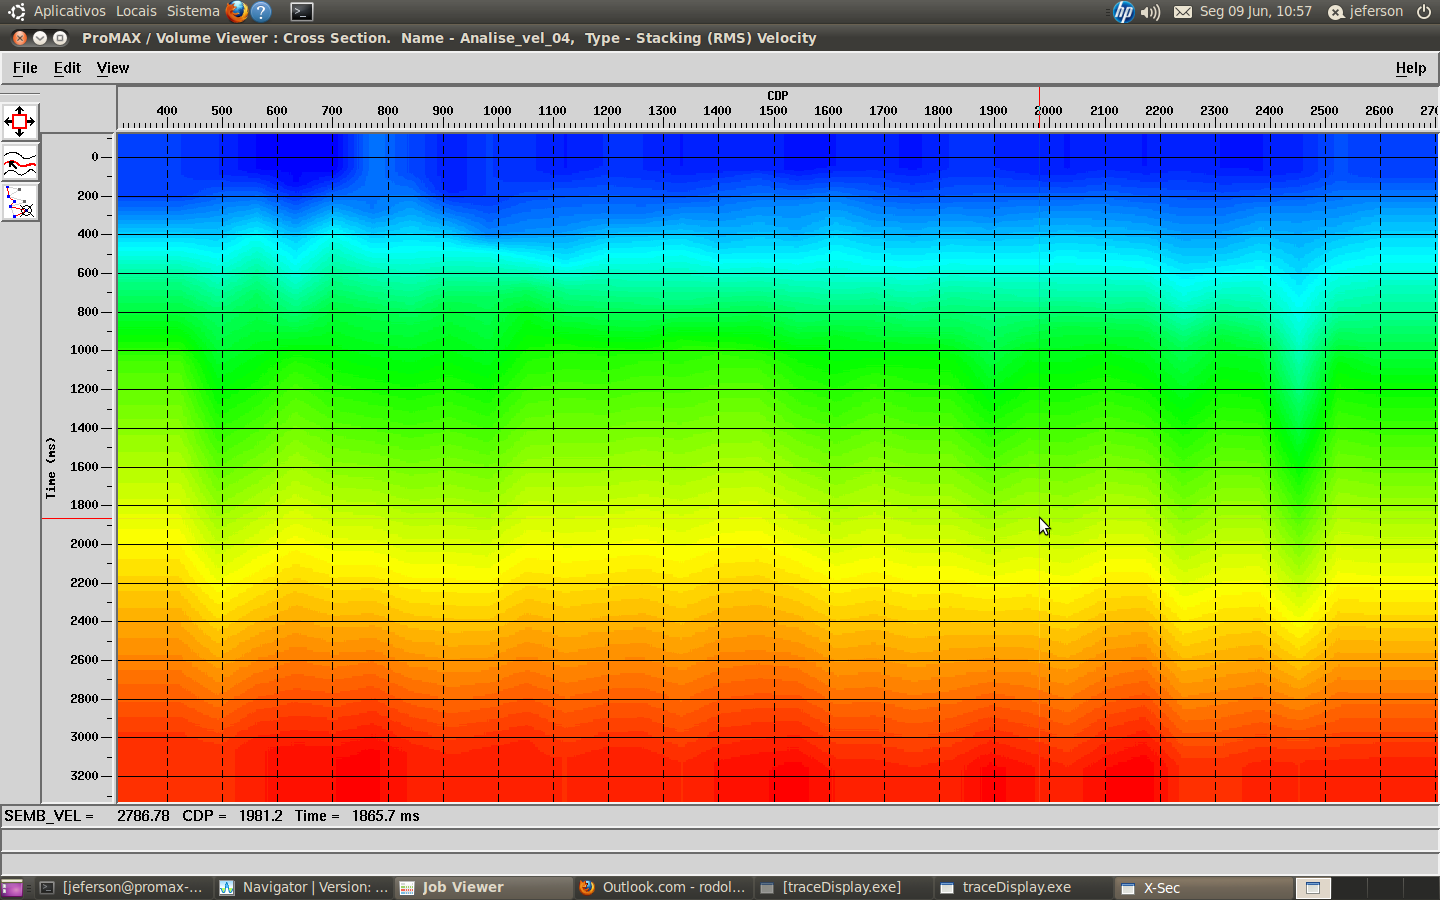 Aplicativos Locais Sistema Seg 09 Jun, 10:57 jeferson
ProMAX / Volume Viewer : Cross Section. Name - Analise_vel_04, Type - Stacking (RMS) Velocity
File Edit View Help
CDP
400 500 600 700 800 900 1000 1100 1200 1300 1400 1500 1600 1700 1800 1900 2000 2100 2200 2300 2400 2500 2600 270
0
200
400
600
800
1000
1200
1400
1600
1800
2000
2200
2400
2600
2800
3000
3200
Time (ms)
SEMB_VEL = 2786.78 CDP = 1981.2 Time = 1865.7 ms
[jeferson@promax-... Navigator | Version: ... Job Viewer Outlook.com - rodol... [traceDisplay.exe] traceDisplay.exe X-Sec